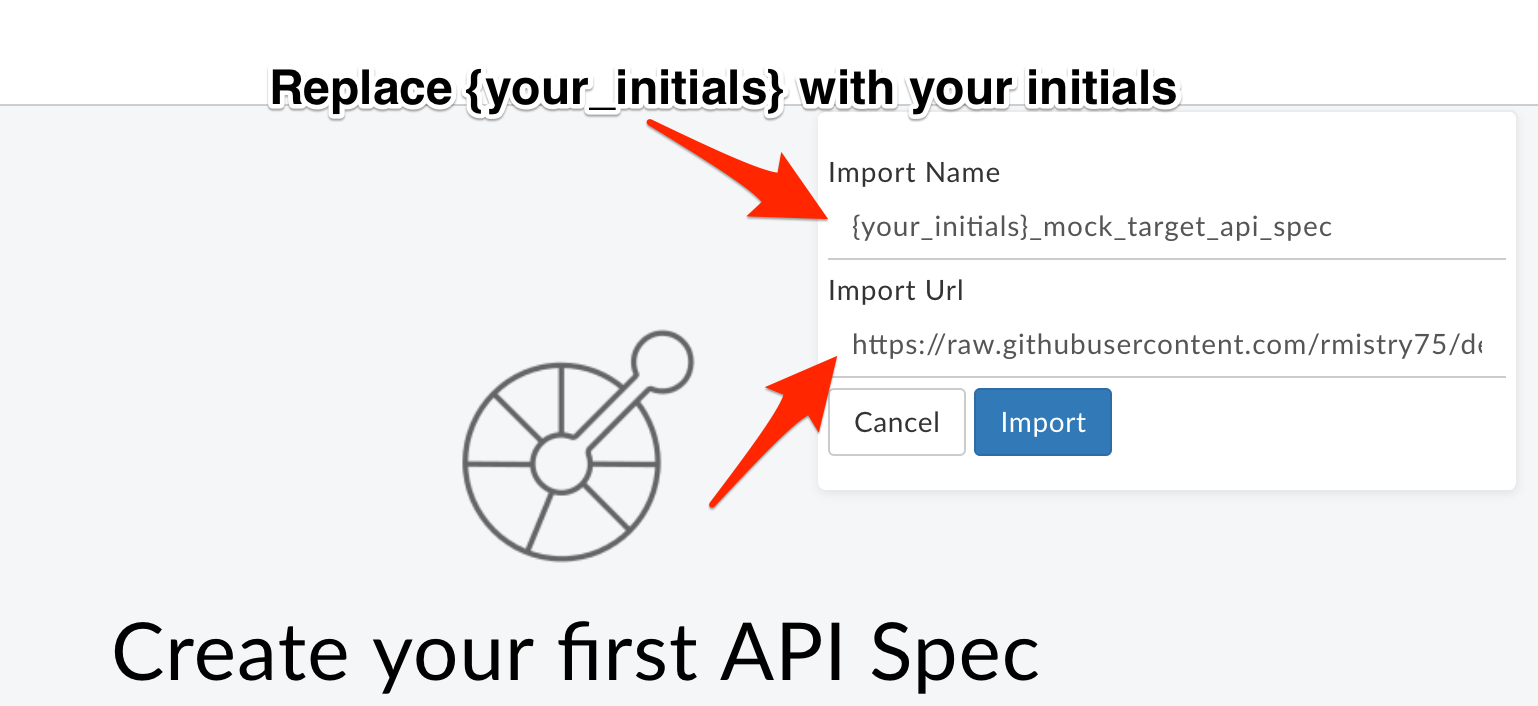 Replace {your_initials} with your initials
Import Name
{your_initials}_mock_target_api_spec
Import Url
https://raw.githubusercontent.com/rmistry75/de
Cancel
Import
Create your first API Spec